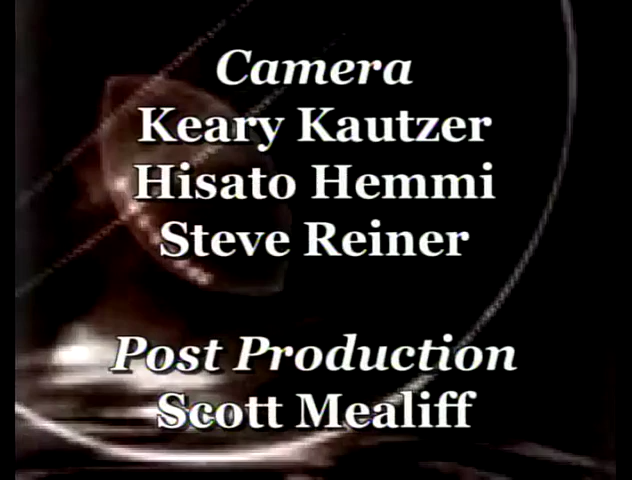 Camera
Keary Kautzer
Hisato Hemmi
Steve Reiner
Post Production
Scott Mealiff